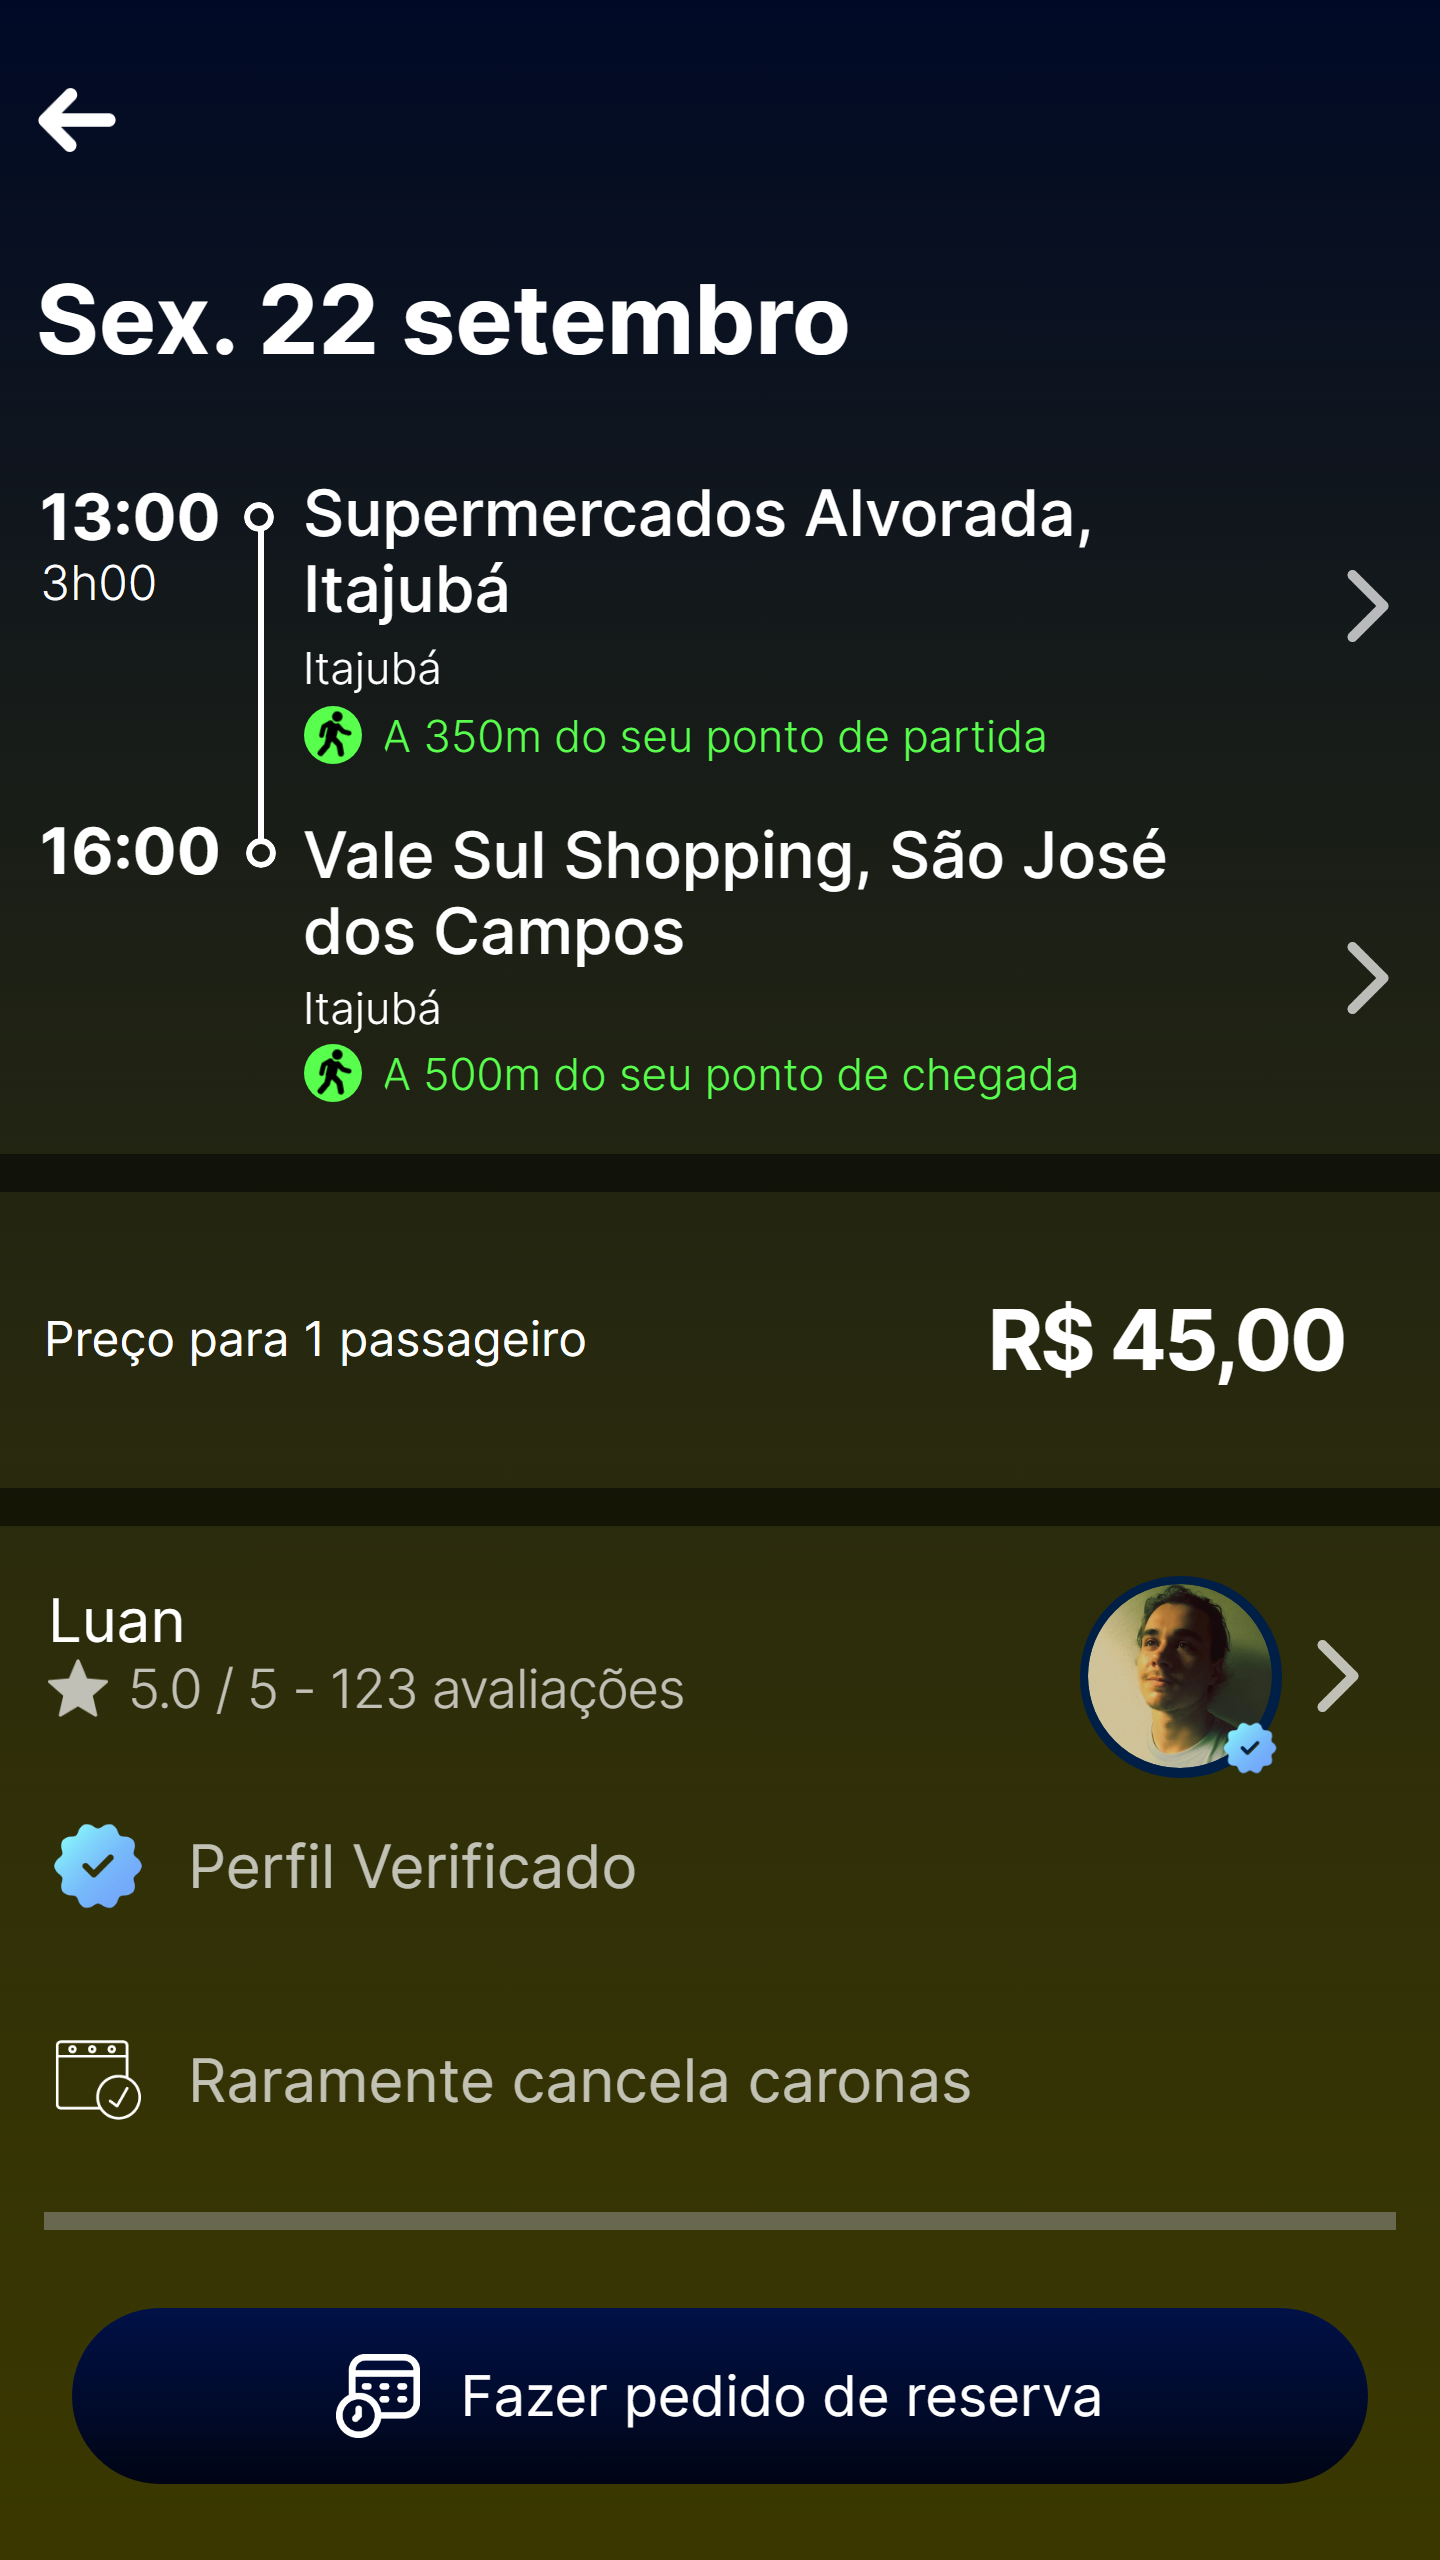 Sex. 22 setembro
13:00
3h00
Supermercados Alvorada,
Itajubá
Itajubá
A 350m do seu ponto de partida
16:00
Vale Sul Shopping, São José
dos Campos
Itajubá
A 500m do seu ponto de chegada
Preço para 1 passageiro
R$ 45,00
Luan
5.0 / 5 - 123 avaliações
Perfil Verificado
Raramente cancela caronas
Fazer pedido de reserva